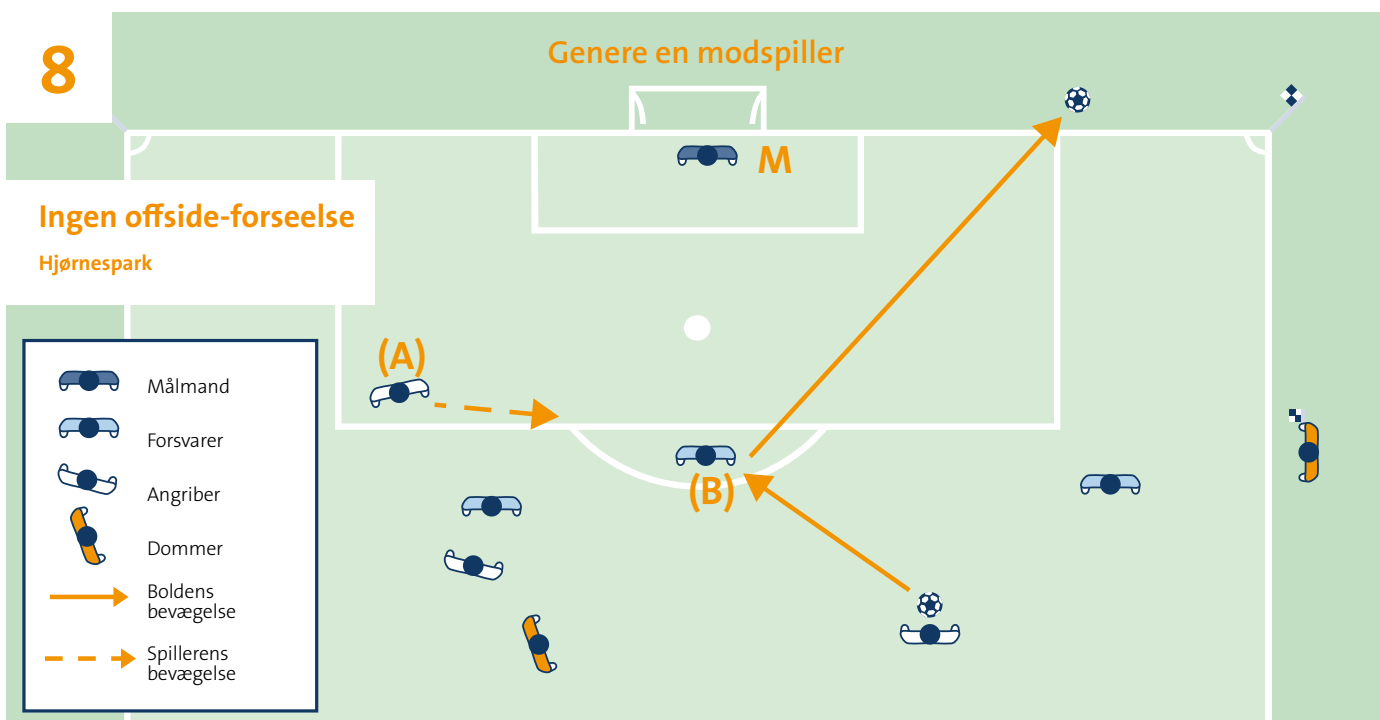 8
Genere en modspiller
M
Ingen offside-forseelse
Hjørnespark
(A)
(B)
Målmand
Forsvarer
Angriber
Dommer
Boldens
bevægelse
Spillerens
bevægelse